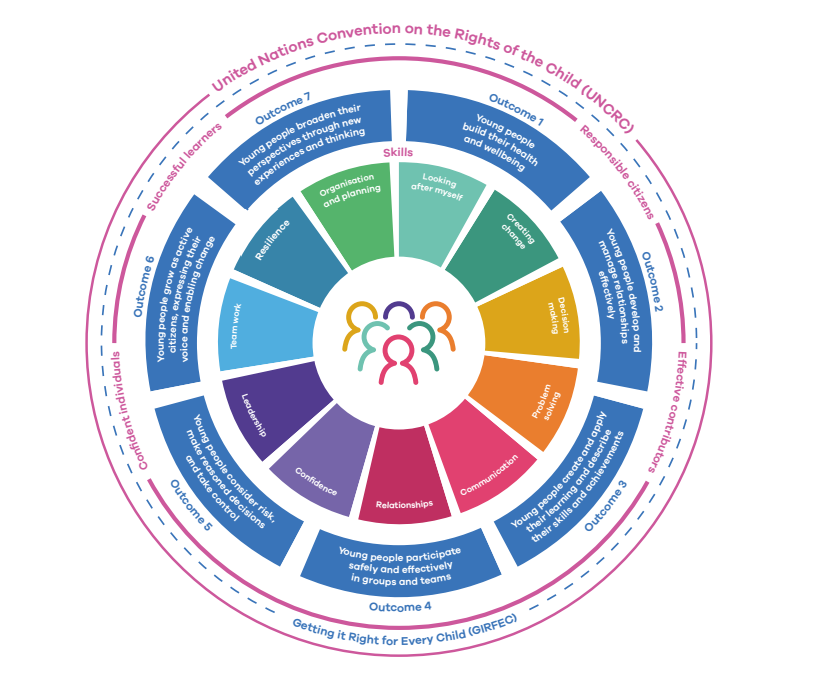 United Nations Convention on the Rights of the Child (UNCRC)
Successful learners
Responsible citizens
Effective contributors
Confident individuals
Getting it Right for Every Child (GIRFEC)
Outcome 1
Young people
build their health
and wellbeing
Outcome 2
Young people develop and
manage relationships
effectively
Outcome 3
Young people create and apply
their learning and describe
their skills and achievements
Outcome 4
Young people participate
safely and effectively
in groups and teams
Outcome 5
Young people consider risk,
make reasoned decisions
and take control
Outcome 6
Young people grow as active
citizens, expressing their
voice and enabling change
Outcome 7
Young people broaden their
perspectives through new
experiences and thinking
Skills
Looking
after myself
Creating
change
Decision
making
Problem
solving
Communication
Relationships
Confidence
Leadership
Team work
Resilience
Organisation
and planning